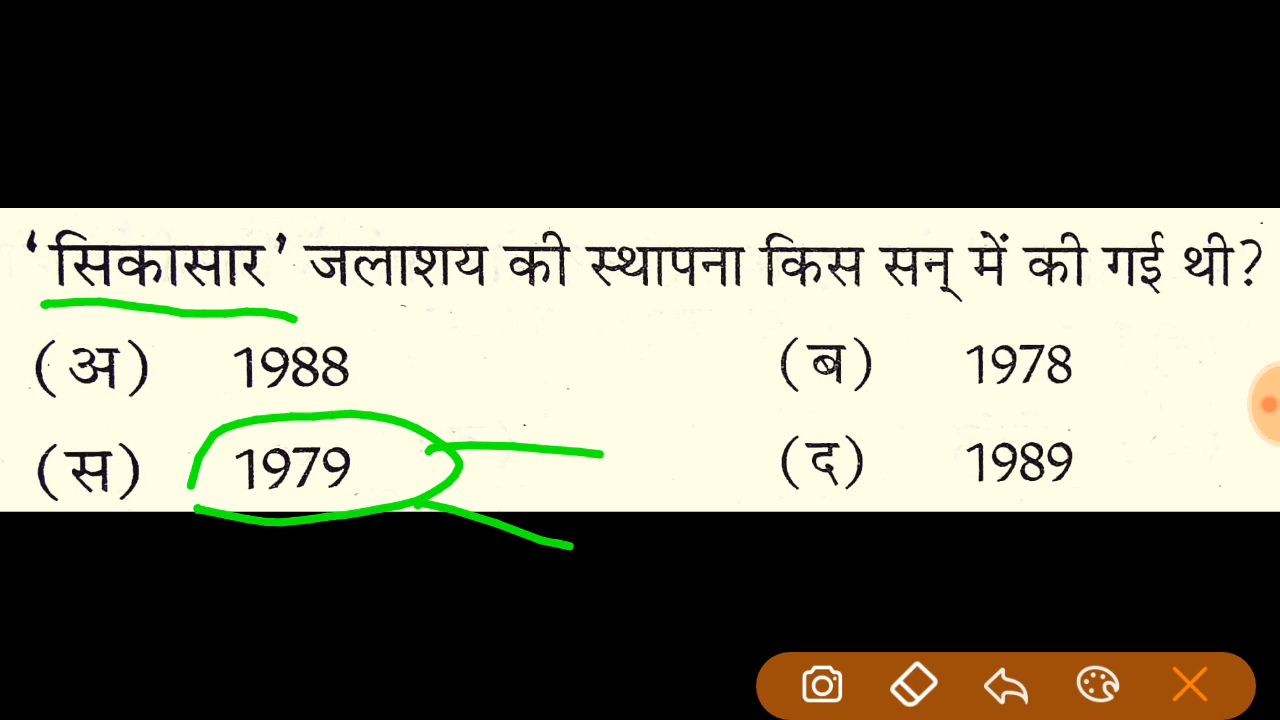 ‘सिकासार’ जलाशय की स्थापना किस सन् में की गई थी?
(अ) 1988 (ब) 1978
(स) 1979 (द) 1989